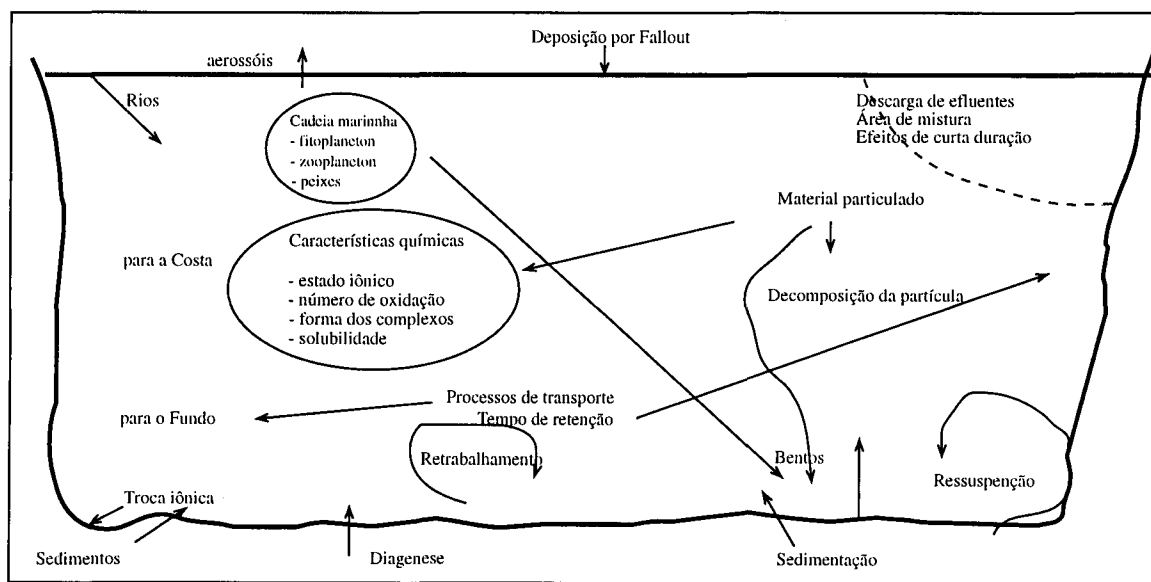 Deposição por Fallout
aerossóis
Rios
Cadeia marinnha
- fitoplancton
- zooplancton
- peixes
Descarga de efluentes
Área de mistura
Efeitos de curta duração
Material particulado
Características químicas
- estado iônico
- número de oxidação
- forma dos complexos
- solubilidade
para a Costa
Decomposição da partícula
Processos de transporte
Tempo de retenção
para o Fundo
Retrabalhamento
Bentos
Ressuspenção
Troca iônica
Sedimentos
Diagenese
Sedimentação